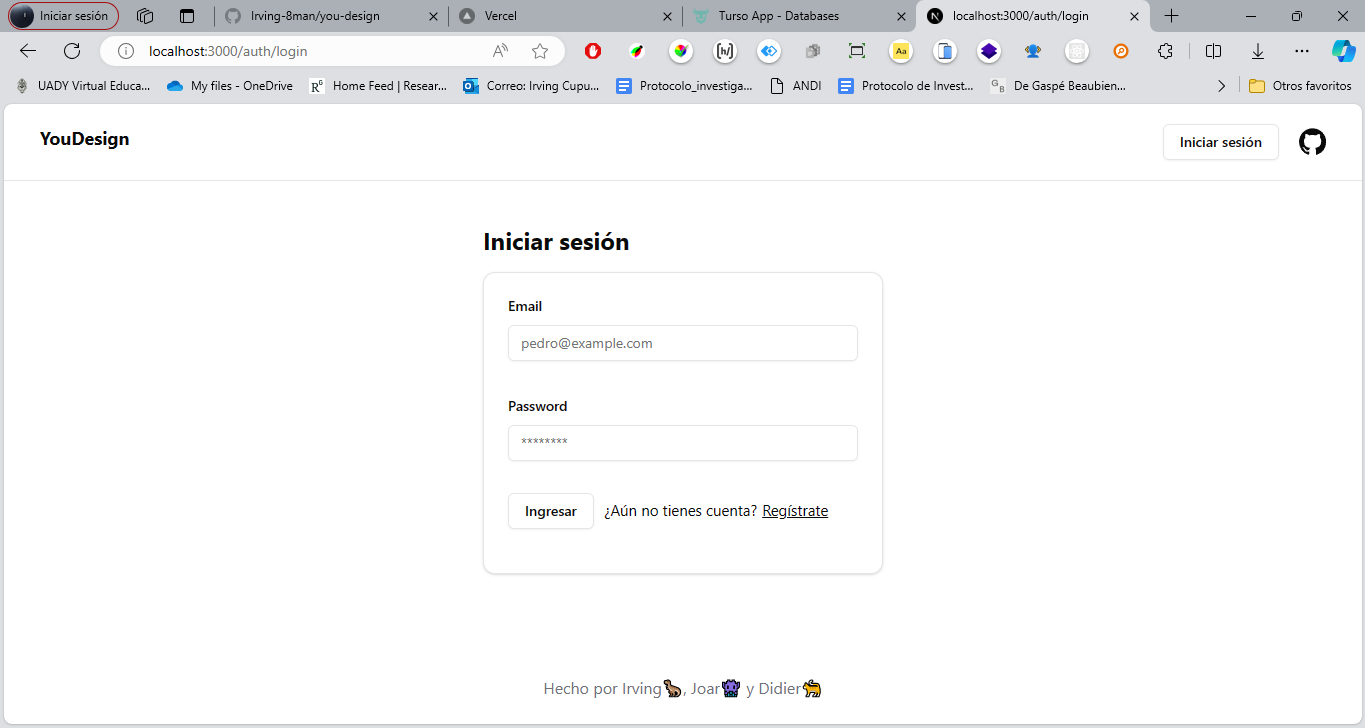 Iniciar sesión
Irving-8man/you-design
Vercel
Turso App - Databases
localhost:3000/auth/login
localhost:3000/auth/login
UADY Virtual Educa...
My files - OneDrive
Home Feed | Resear...
Correo: Irving Cupu...
Protocolo_investiga...
ANDI
Protocolo de Invest...
De Gaspé Beaubien...
Otros favoritos
YouDesign
Iniciar sesión
Iniciar sesión
Email
pedro@example.com
Password
********
Ingresar
¿Aún no tienes cuenta? Regístrate
Hecho por Irving🦦, Joar👾 y Didier🐈